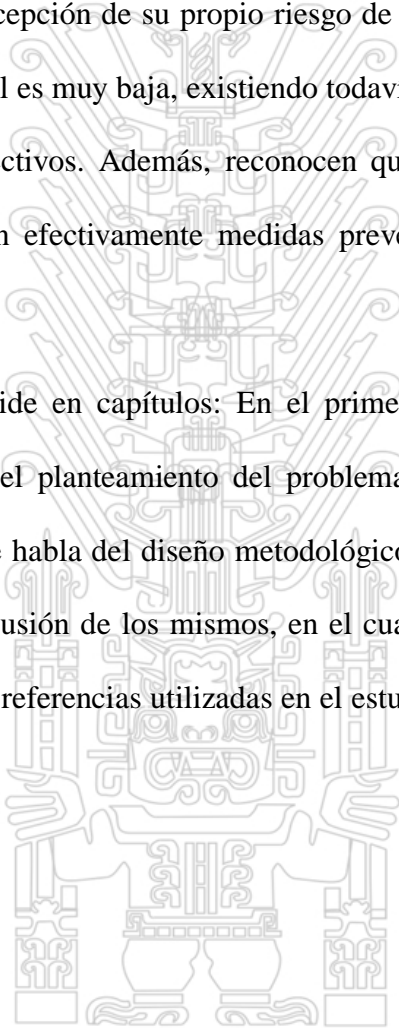 cepción de su propio riesgo de
l es muy baja, existiendo todaví
ctivos. Además, reconocen qu
n efectivamente medidas preve
ide en capítulos: En el prime
el planteamiento del problema
habla del diseño metodológico
usión de los mismos, en el cua
referencias utilizadas en el estu